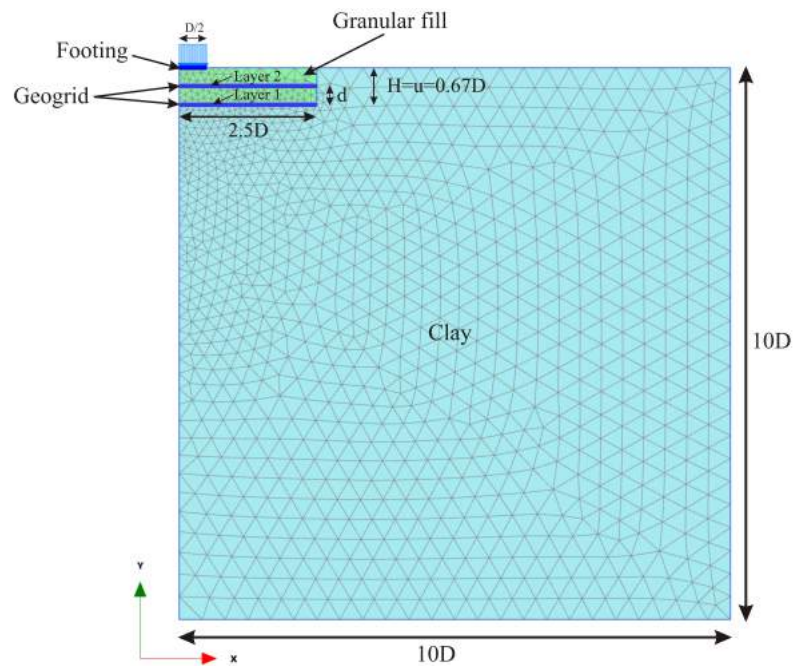 D/2
Granular fill
Footing
Layer 2
H=u=0.67D
Geogrid
Layer 1
d
2.5D
Clay
10D
Y
X
10D